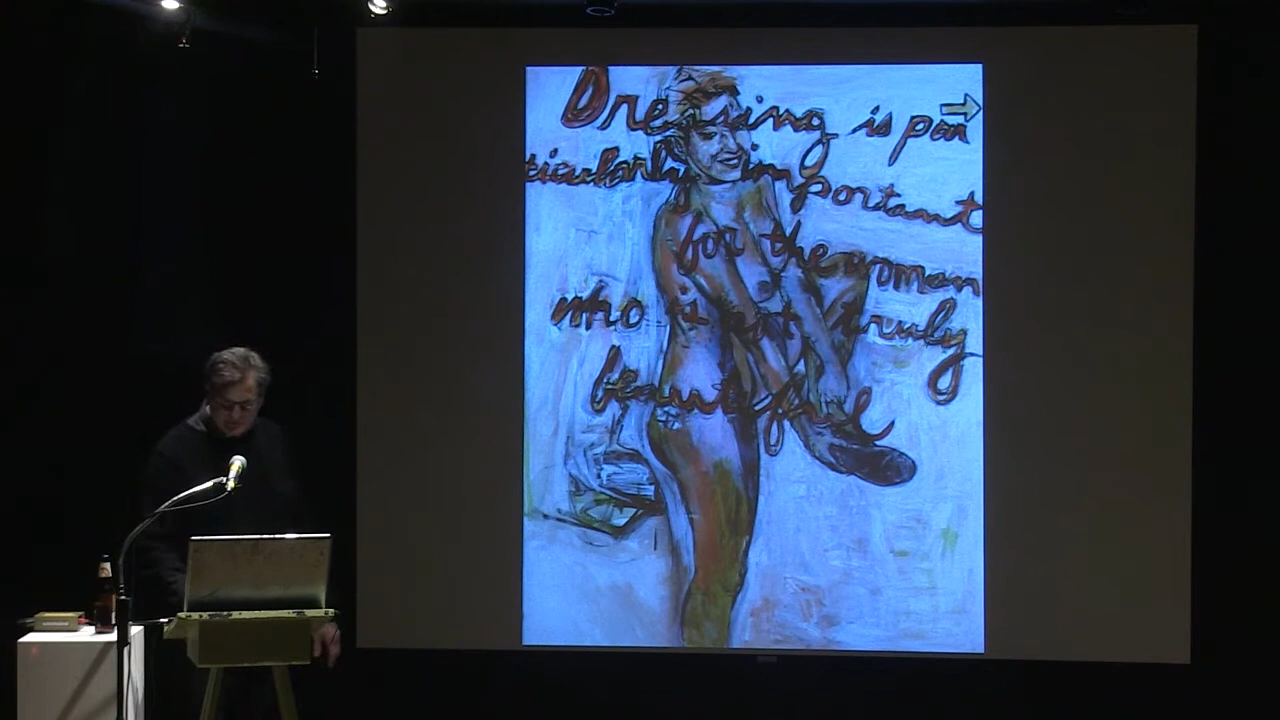 Dressing is par
ticularly important
for the woman
who is not truly
beautiful